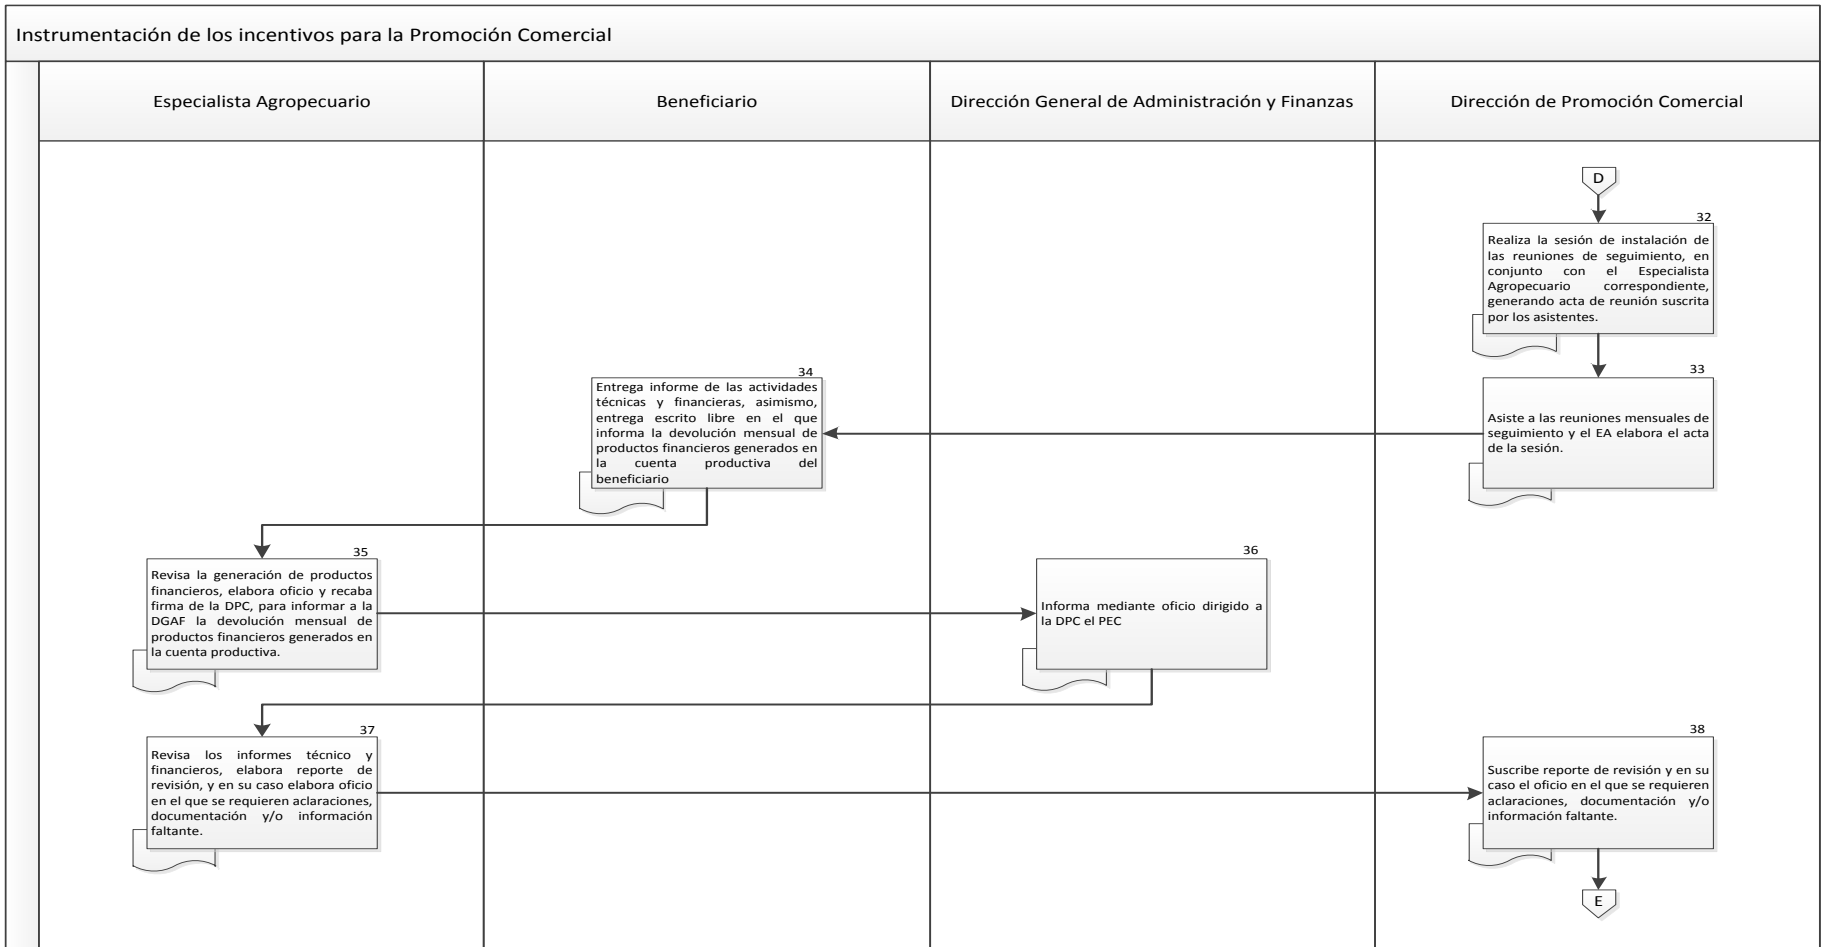 Instrumentación de los incentivos para la Promoción Comercial
Especialista Agropecuario
Beneficiario
Dirección General de Administración y Finanzas
Dirección de Promoción Comercial
D
32
Realiza la sesión de instalación de
las reuniones de seguimiento, en
conjunto con el Especialista
Agropecuario correspondiente,
generando acta de reunión suscrita
por los asistentes.
33
Asiste a las reuniones mensuales de
seguimiento y el EA elabora el acta
de la sesión.
34
Entrega informe de las actividades
técnicas y financieras, asimismo,
entrega escrito libre en el que
informa la devolución mensual de
productos financieros generados en
la cuenta productiva del
beneficiario
35
Revisa la generación de productos
financieros, elabora oficio y recaba
firma de la DPC, para informar a la
DGAF la devolución mensual de
productos financieros generados en
la cuenta productiva.
36
Informa mediante oficio dirigido a
la DPC el PEC
37
Revisa los informes técnico y
financieros, elabora reporte de
revisión, y en su caso elabora oficio
en el que se requieren aclaraciones,
documentación y/o información
faltante.
38
Suscribe reporte de revisión y en su
caso el oficio en el que se requieren
aclaraciones, documentación y/o
información faltante.
E